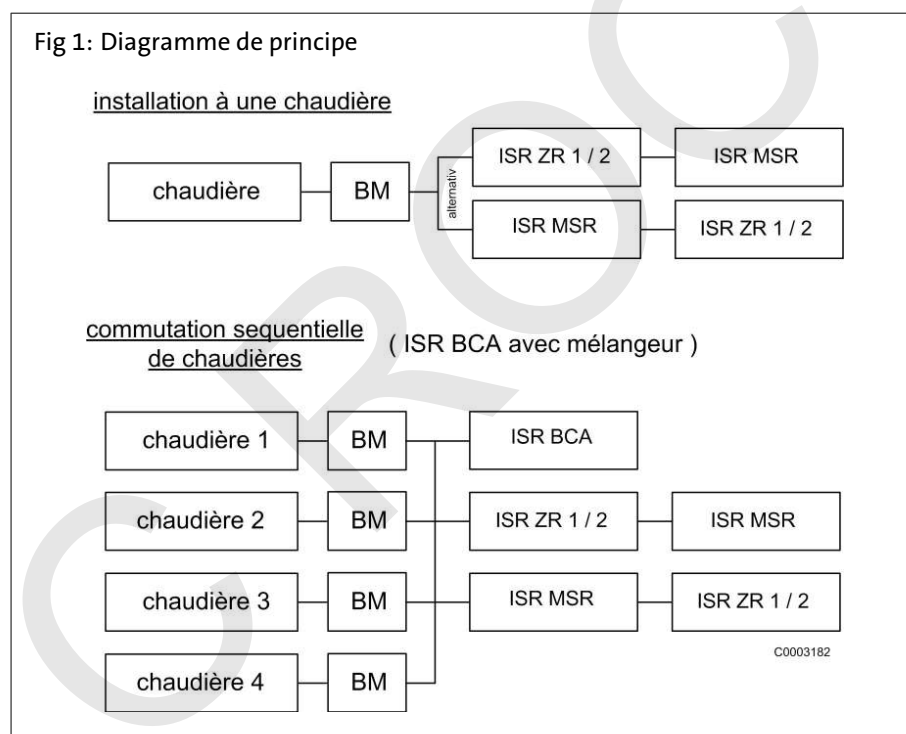 Fig 1: Diagramme de principe
installation à une chaudière
chaudière
BM
alternativ
ISR ZR 1 / 2
ISR MSR
ISR MSR
ISR ZR 1 / 2
commutation sequentielle
de chaudières
( ISR BCA avec mélangeur )
chaudière 1
BM
ISR BCA
chaudière 2
BM
ISR ZR 1 / 2
ISR MSR
chaudière 3
BM
ISR MSR
ISR ZR 1 / 2
C0003182
chaudière 4
BM
C ROC